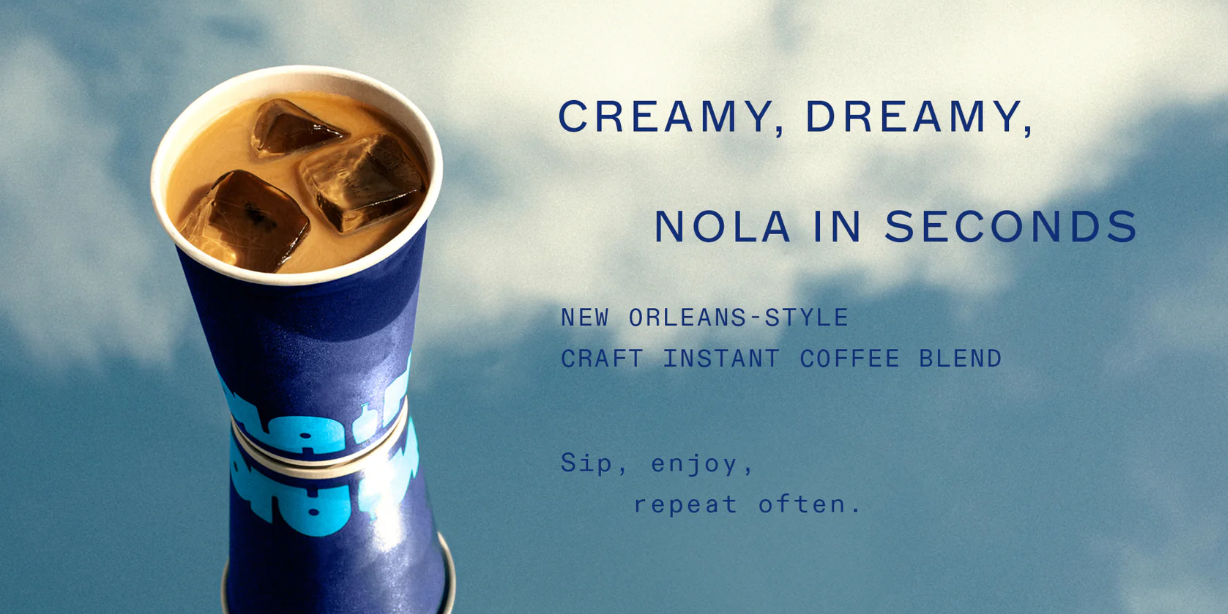 CREAMY, DREAMY,
NOLA IN SECONDS
NEW ORLEANS-STYLE
CRAFT INSTANT COFFEE BLEND
Sip, enjoy,
repeat often.